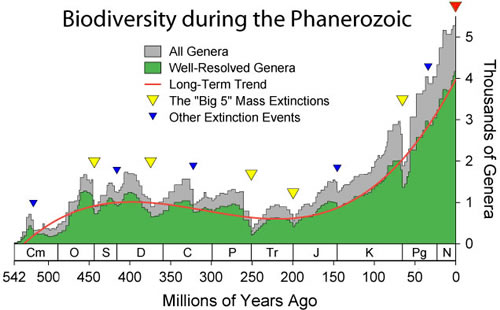 Biodiversity during the Phanerozoic
All Genera
Well-Resolved Genera
Long-Term Trend
The "Big 5" Mass Extinctions
Other Extinction Events
5
4
3
2
1
0
Thousands of Genera
Cm O S D C P Tr J K Pg N
542 500 450 400 350 300 250 200 150 100 50 0
Millions of Years Ago